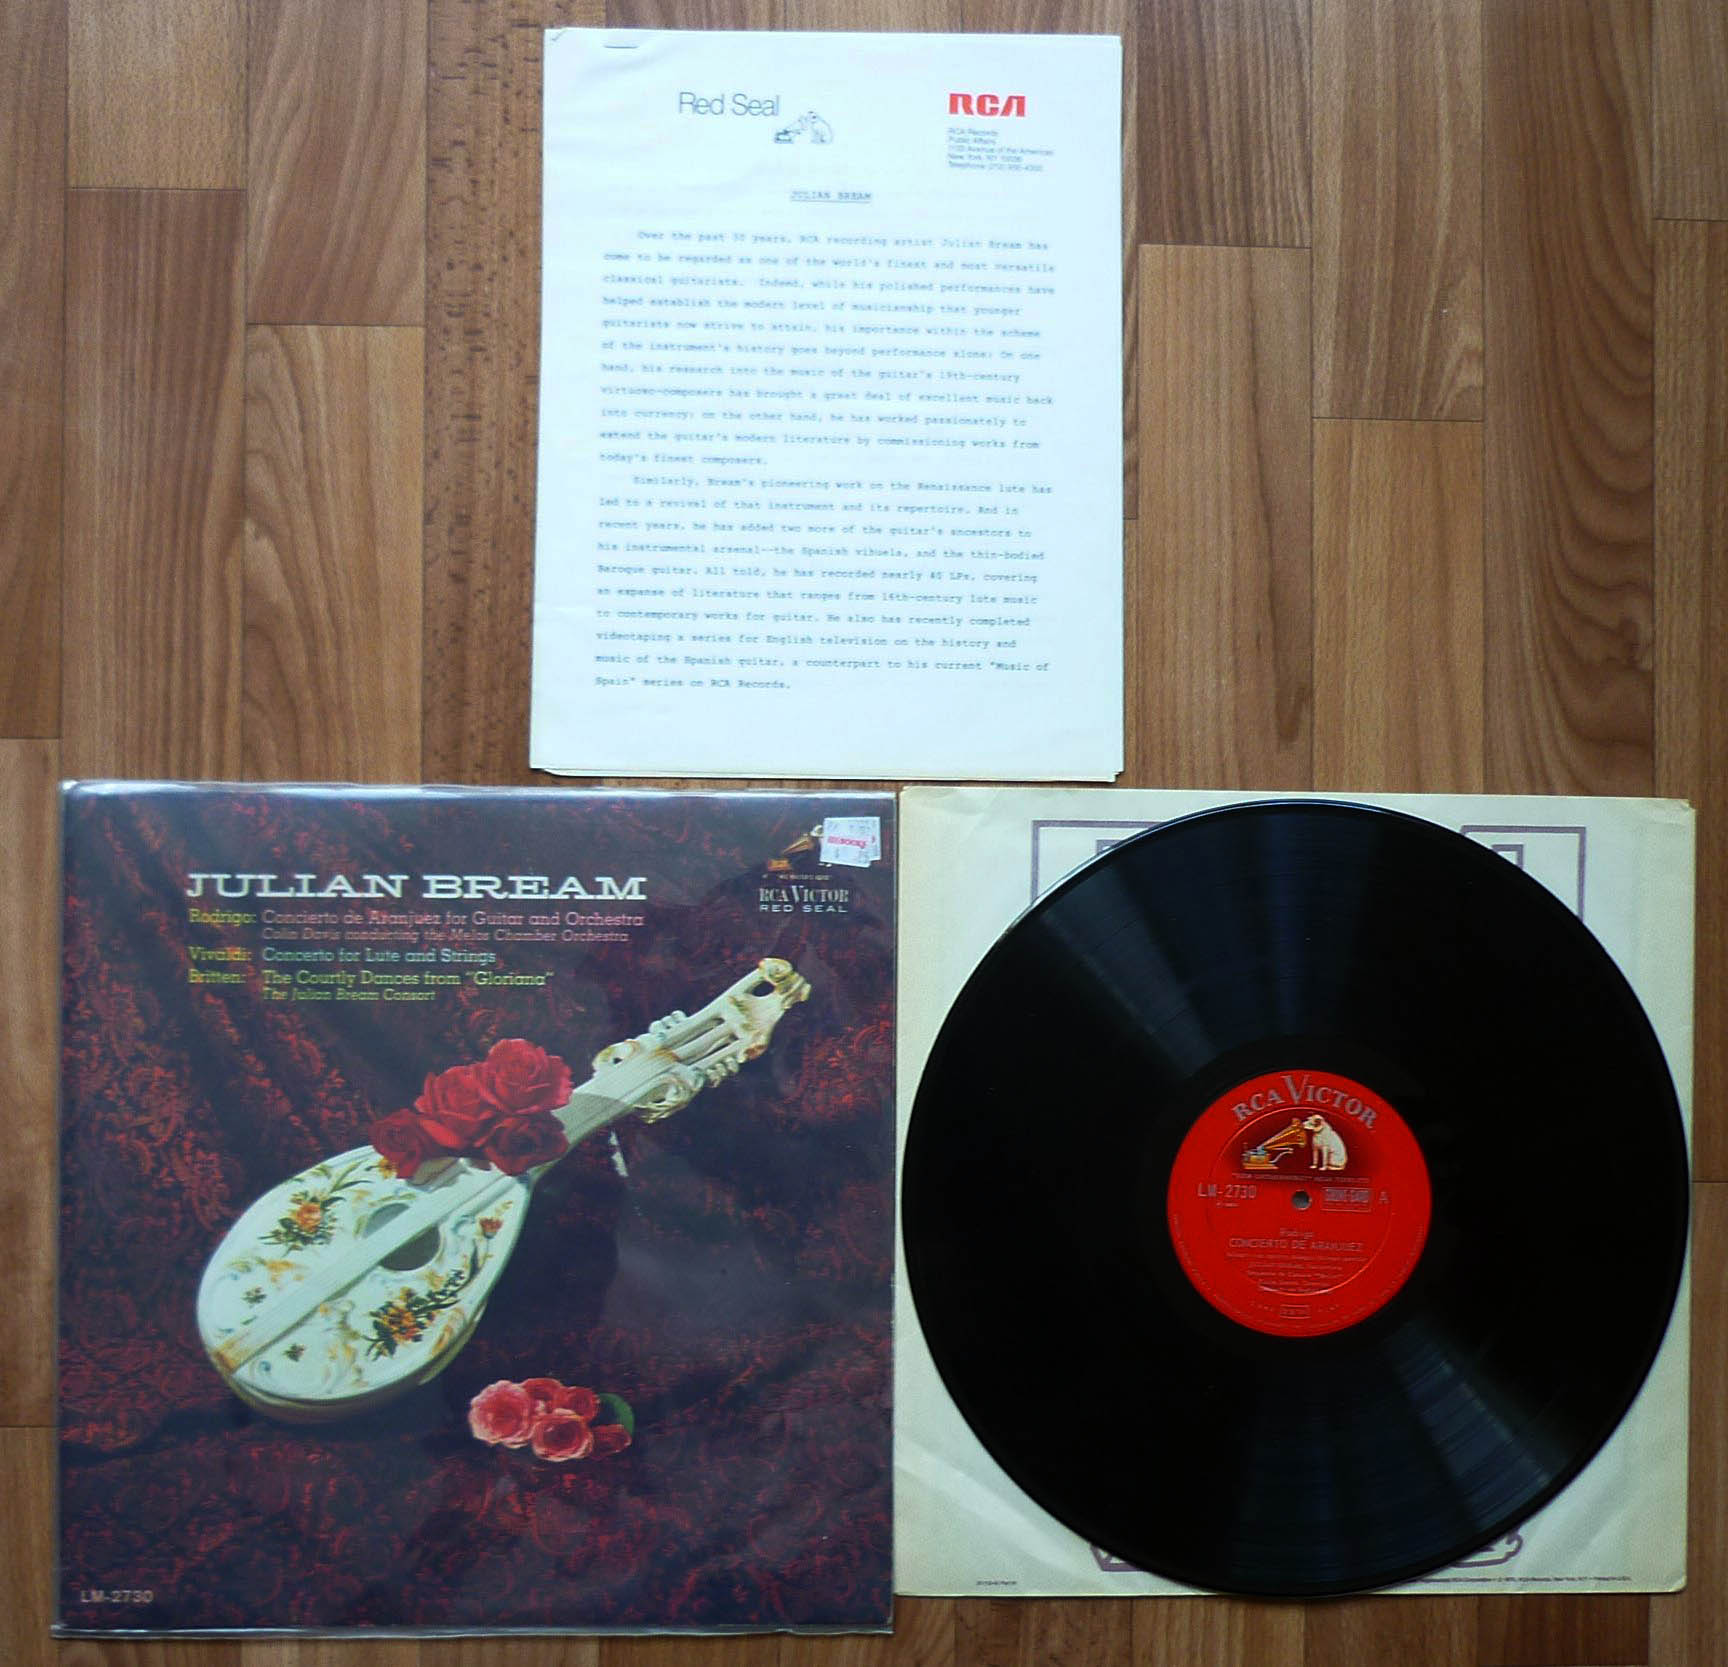 Red Seal
RCA
RCA Records
Public Affairs
1133 Avenue of the Americas
New York, NY 10036
JULIAN BREAM
Over the past 30 years, RCA recording artist Julian Bream has
come to be regarded as one of the world's finest and most versatile
classical guitarists. Indeed, while his polished performances have
helped establish the modern level of musicianship that younger
guitarists now strive to attain, his importance within the scheme
of the instrument's history goes beyond performance alone: On one
hand, his research into the music of the guitar's 19th-century
virtuoso-composers has brought a great deal of excellent music back
into currency; on the other hand, he has worked passionately to
extend the guitar's modern literature by commissioning works from
today's finest composers.
Similarly, Bream's pioneering work on the Renaissance lute has
led to a revival of that instrument and its repertoire. And in
recent years, he has added two more of the guitar's ancestors to
his instrumental arsenal--the Spanish vihuela, and the thin-bodied
Baroque guitar. All told, he has recorded nearly 40 LPs, covering
an expanse of literature that ranges from 16th-century lute music
to contemporary works for guitar. He also has recently completed
videotaping a series for English television on the history and
music of the Spanish guitar, a counterpart to his current "Music of
Spain" series on RCA Records.
JULIAN BREAM
Rodrigo: Concierto de Aranjuez for Guitar and Orchestra
Colin Davis conducting the Melos Chamber Orchestra
Vivaldi: Concerto for Lute and Strings
Britten: The Courtly Dances from "Gloriana"
The Julian Bream Consort
RCA VICTOR
RED SEAL
LM-2730
RCA VICTOR
LM-2730
A
Rodrigo
CONCIERTO DE ARANJUEZ